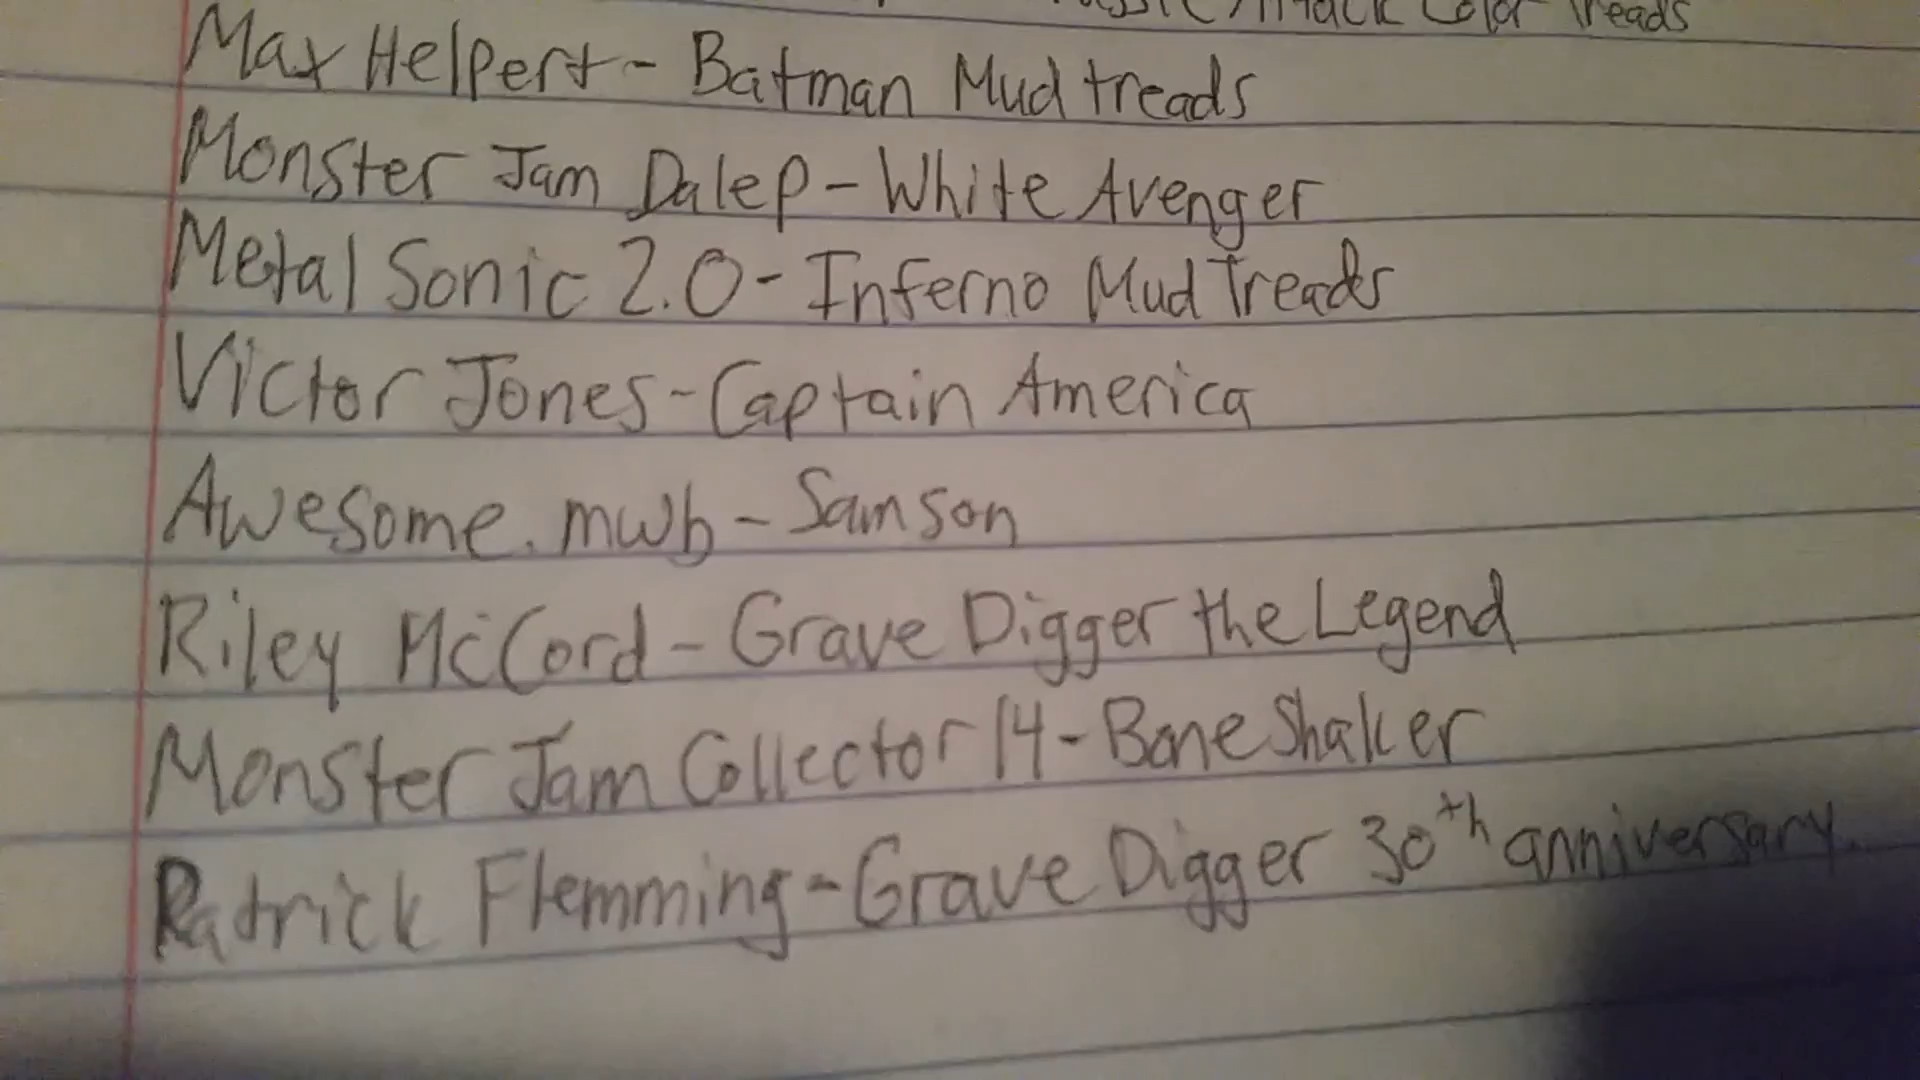 Color Treads
Max Helpert - Batman Mud treads
Monster Jam Dalep - White Avenger
Metal Sonic 2.0 - Inferno Mud Treads
Victor Jones - Captain America
Awesome.mwb - Samson
Riley McCord - Grave Digger the Legend
Monster Jam Collector 14 - Bone Shaker
Patrick Flemming - Grave Digger 30th anniversary.